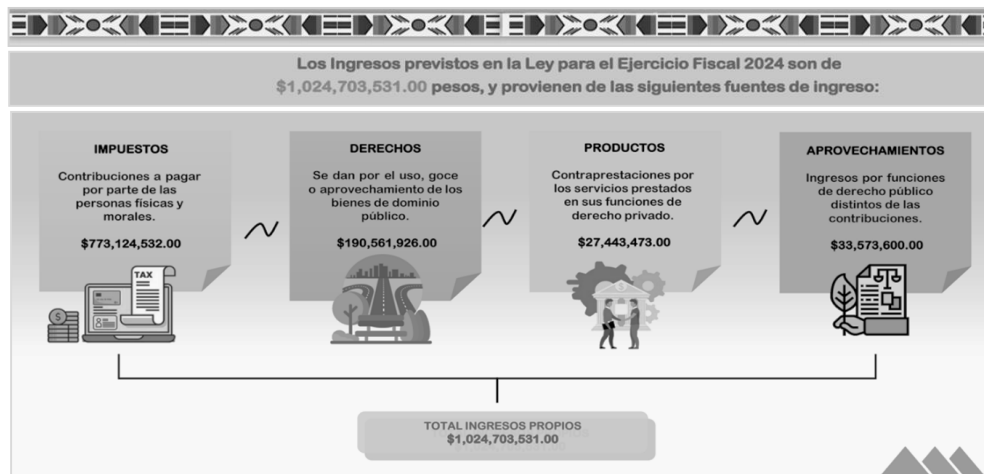 Los Ingresos previstos en la Ley para el Ejercicio Fiscal 2024 son de
$1,024,703,531.00 pesos, y provienen de las siguientes fuentes de ingreso:
IMPUESTOS
Contribuciones a pagar
por parte de las
personas físicas y
morales.
$773,124,532.00
DERECHOS
Se dan por el uso, goce
o aprovechamiento de los
bienes de dominio
público.
$190,561,926.00
PRODUCTOS
Contraprestaciones por
los servicios prestados
en sus funciones de
derecho privado.
$27,443,473.00
APROVECHAMIENTOS
Ingresos por funciones
de derecho público
distintos de las
contribuciones.
$33,573,600.00
TAX
TOTAL INGRESOS PROPIOS
$1,024,703,531.00